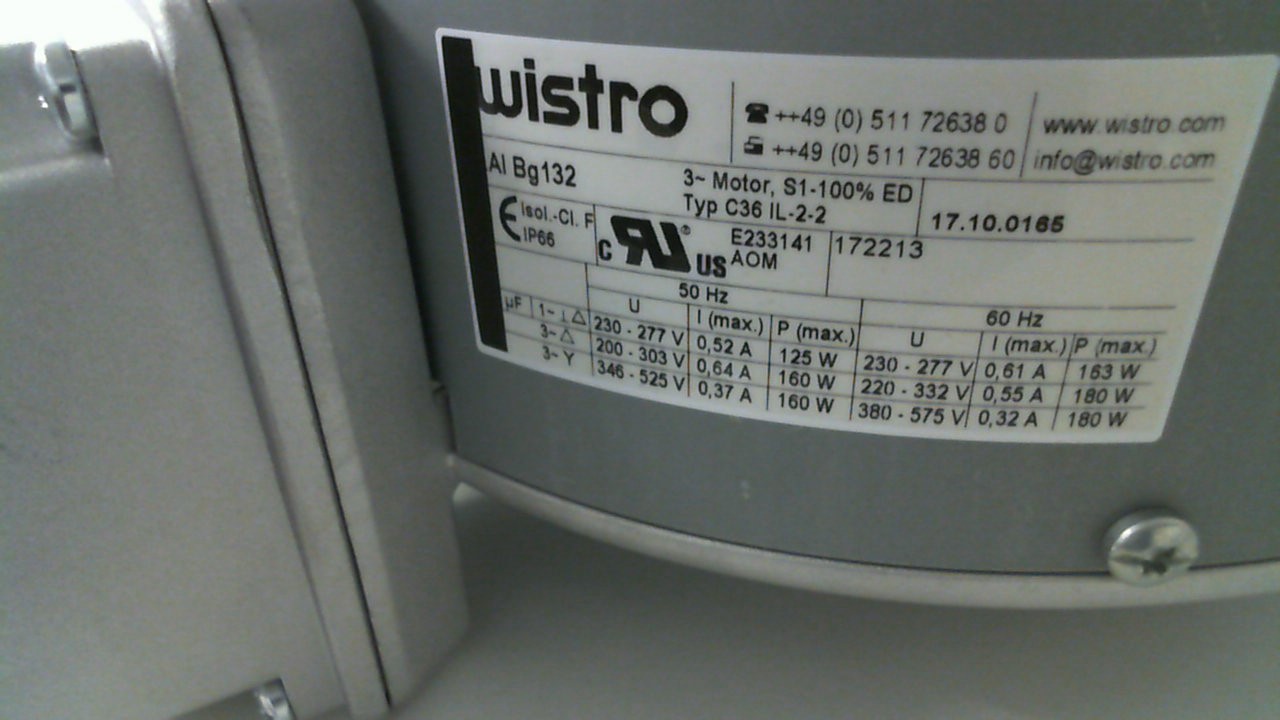 wistro
☎ ++49 (0) 511 72638 0
++49 (0) 511 72638 60
www.wistro.com
info@wistro.com
AI Bg132
3~ Motor, S1-100% ED
Typ C36 IL-2-2
17.10.0165
CE Isol.-Cl. F
IP66
c RU® US
E233141
AOM
172213
50 Hz 60 Hz
µF 1~ ⊥ △ U I (max.) P (max.) U I (max.) P (max.)
230 - 277 V 0,52 A 125 W 230 - 277 V 0,61 A 163 W
3~ △ 200 - 303 V 0,64 A 160 W 220 - 332 V 0,55 A 180 W
3~ Y 346 - 525 V 0,37 A 160 W 380 - 575 V 0,32 A 180 W